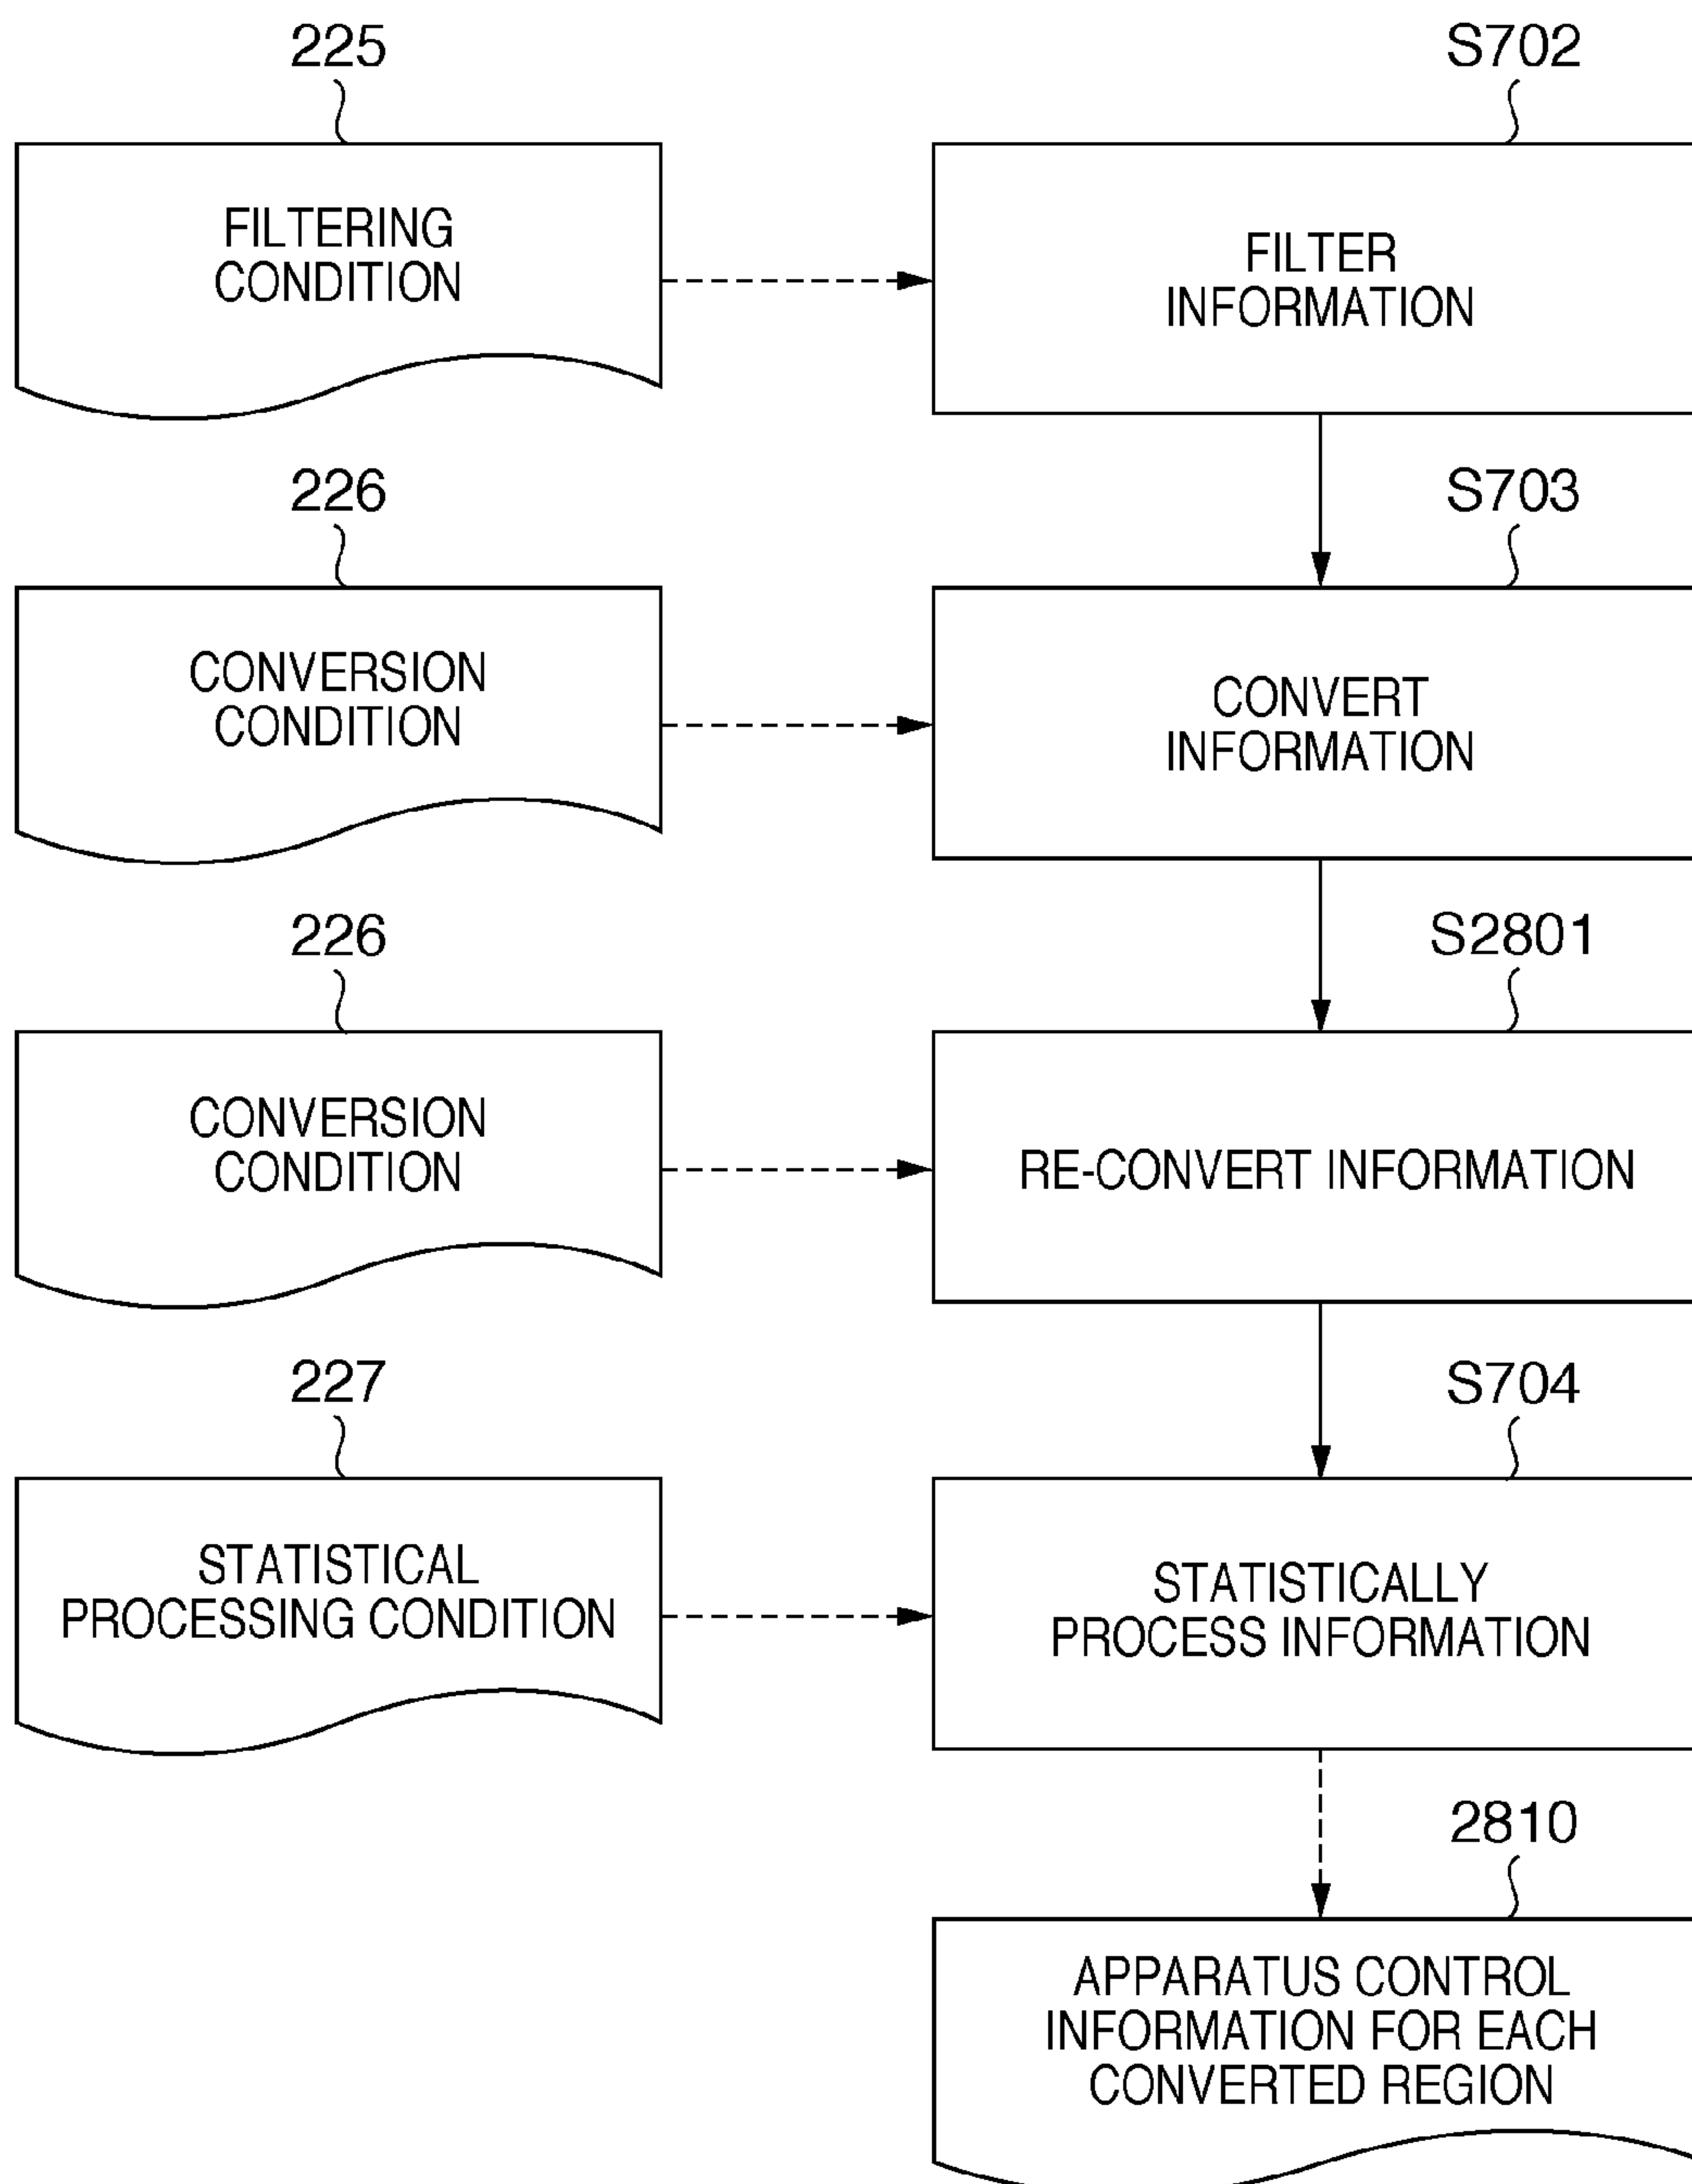 225
S702
FILTERING
CONDITION
FILTER
INFORMATION
226
S703
CONVERSION
CONDITION
CONVERT
INFORMATION
226
S2801
CONVERSION
CONDITION
RE-CONVERT INFORMATION
227
S704
STATISTICAL
PROCESSING CONDITION
STATISTICALLY
PROCESS INFORMATION
2810
APPARATUS CONTROL
INFORMATION FOR EACH
CONVERTED REGION